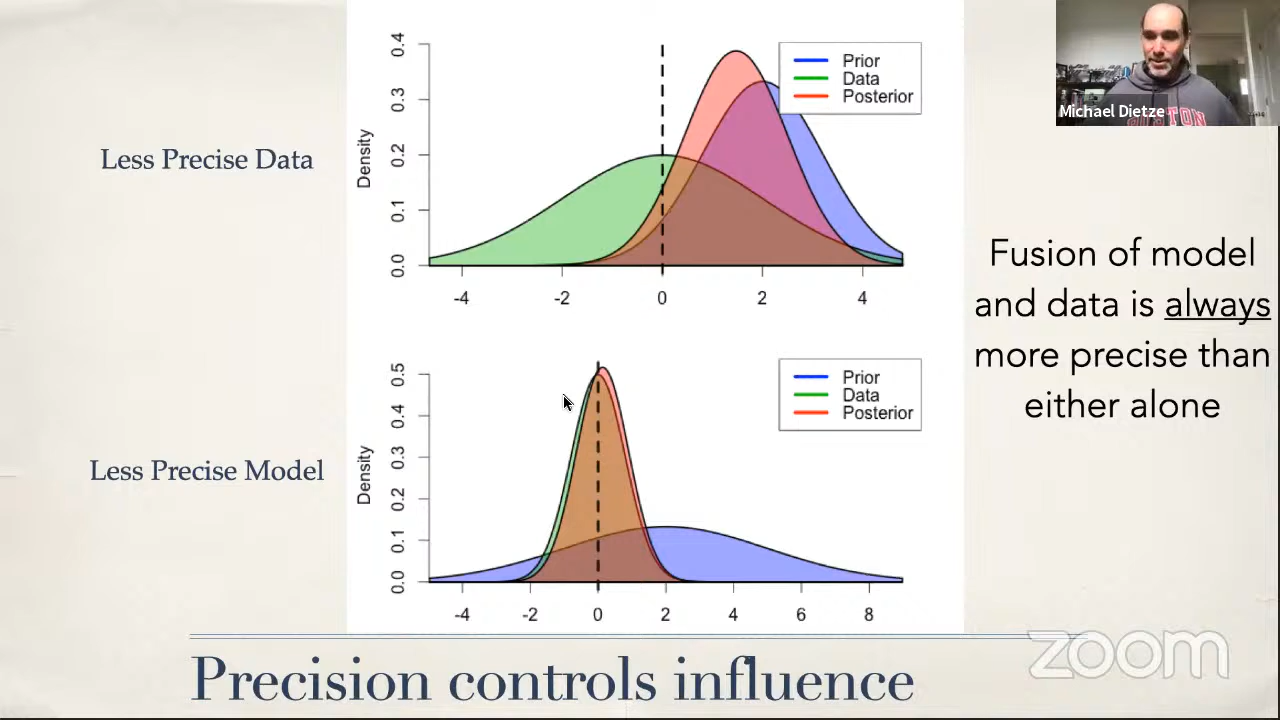 Less Precise Data
Density
0.0 0.1 0.2 0.3 0.4
-4 -2 0 2 4
Prior
Data
Posterior
Michael Dietze
STON
Fusion of model
and data is always
more precise than
either alone
Less Precise Model
Density
0.0 0.1 0.2 0.3 0.4 0.5
-4 -2 0 2 4 6 8
Prior
Data
Posterior
Precision controls influence
zoom